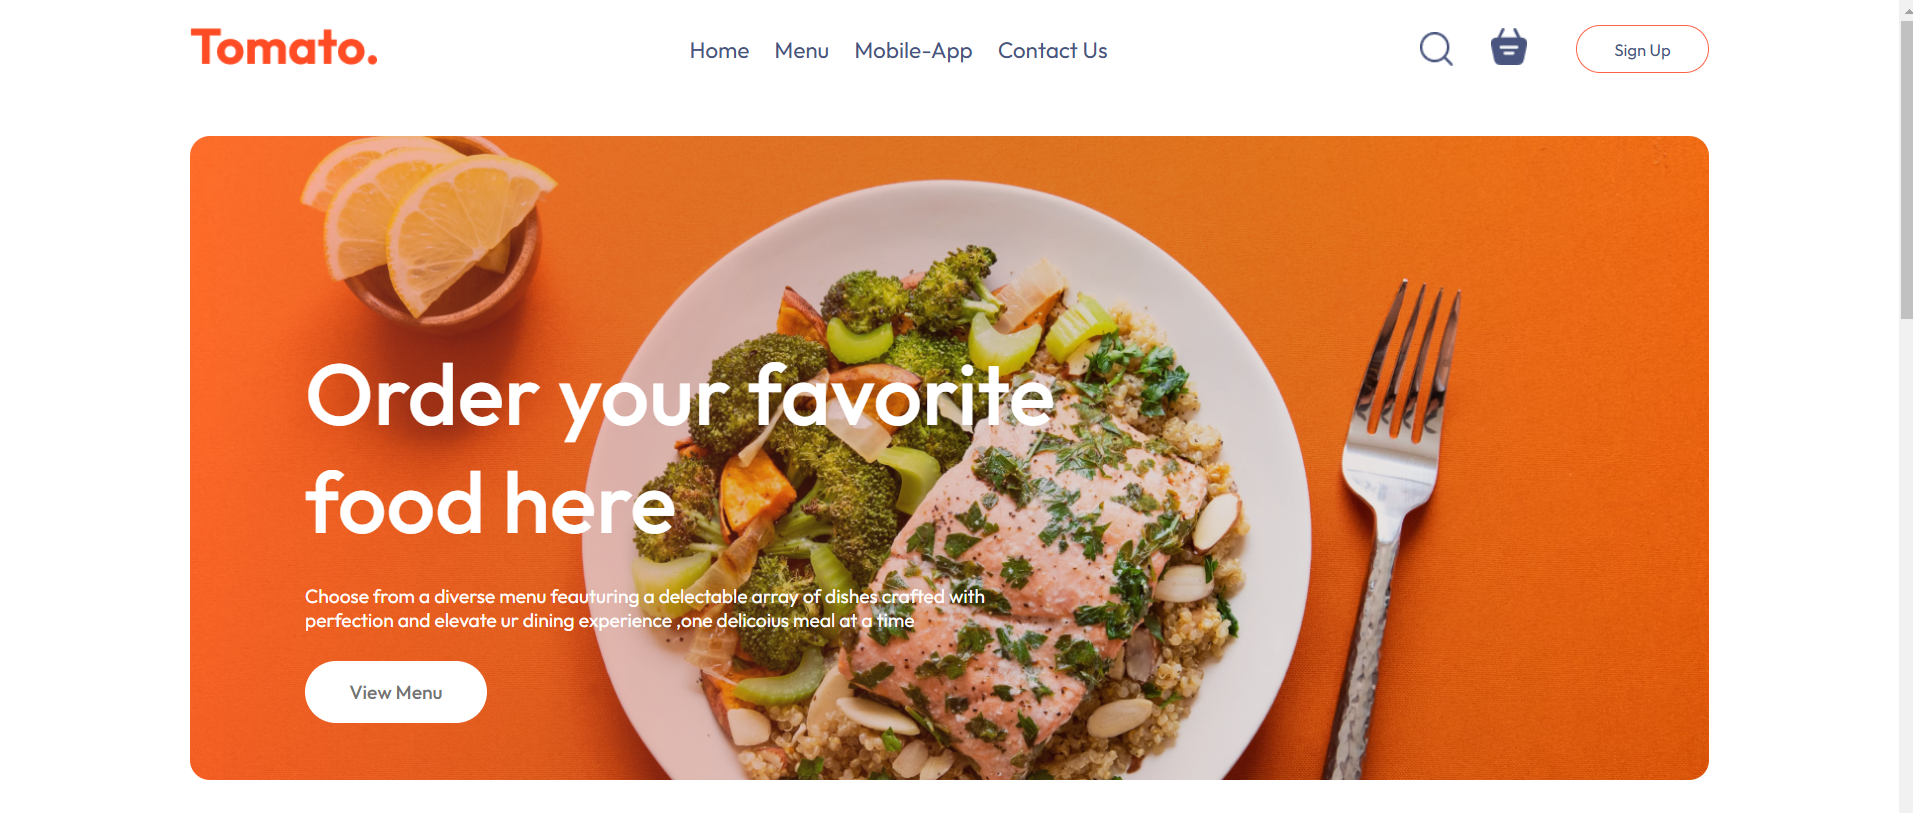 Tomato.
Home Menu Mobile-App Contact Us
Sign Up
Order your favorite
food here
Choose from a diverse menu feauturing a delectable array of dishes crafted with
perfection and elevate ur dining experience ,one delicoius meal at a time
View Menu